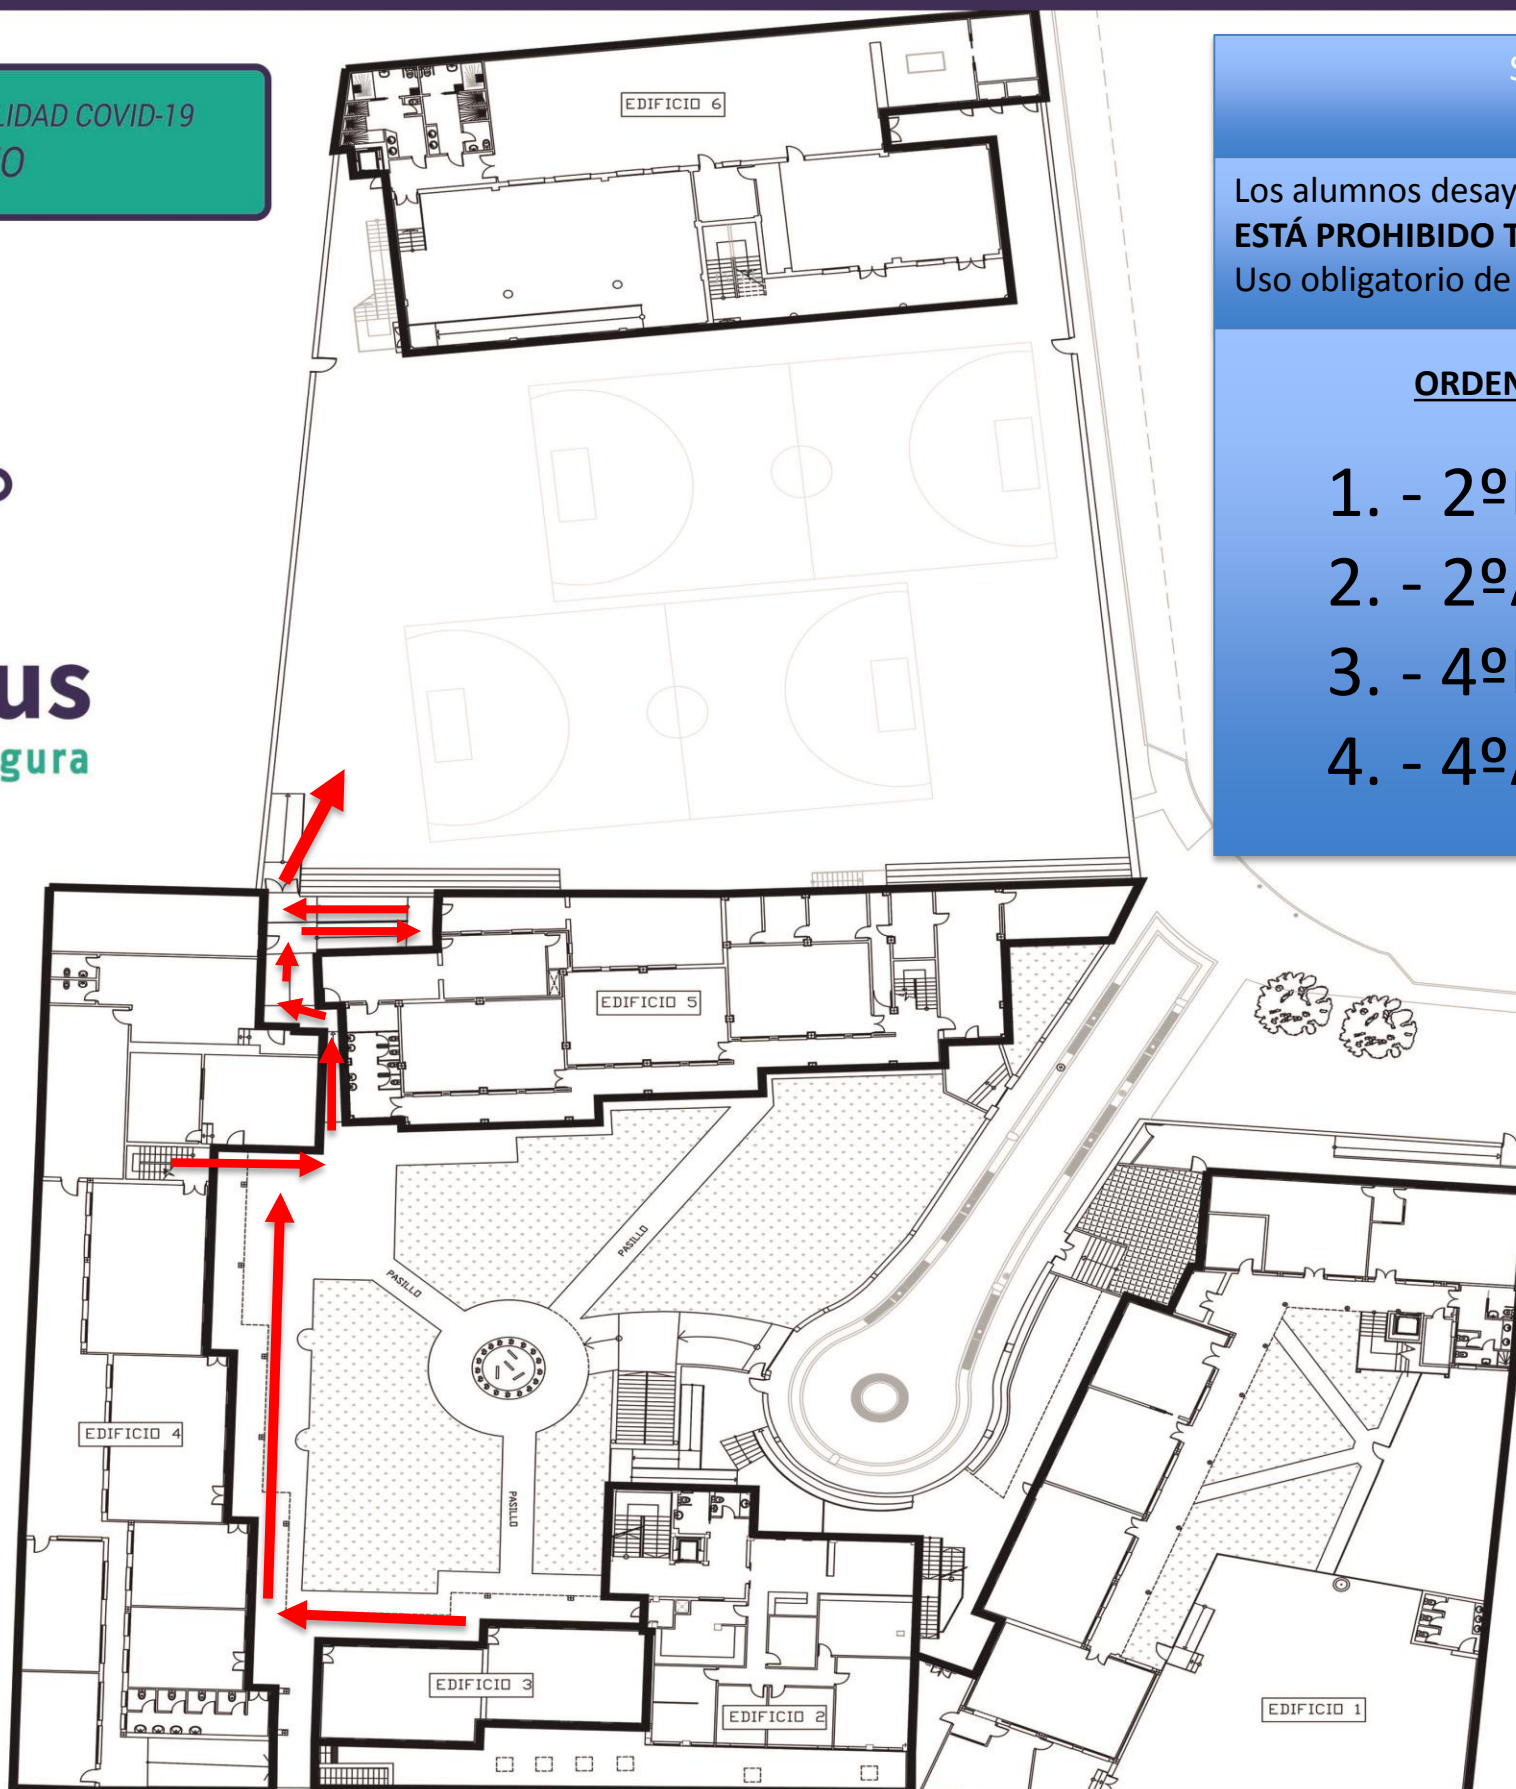 LIDAD COVID-19
O
o
us
gura
S
Los alumnos desay
ESTÁ PROHIBIDO T
Uso obligatorio de
ORDEN
1. - 2º
2. - 2º
3. - 4º
4. - 4º
EDIFICIO 6
EDIFICIO 5
PASILLO
PASILLO
EDIFICIO 4
PASILLO
EDIFICIO 3
EDIFICIO 2
EDIFICIO 1